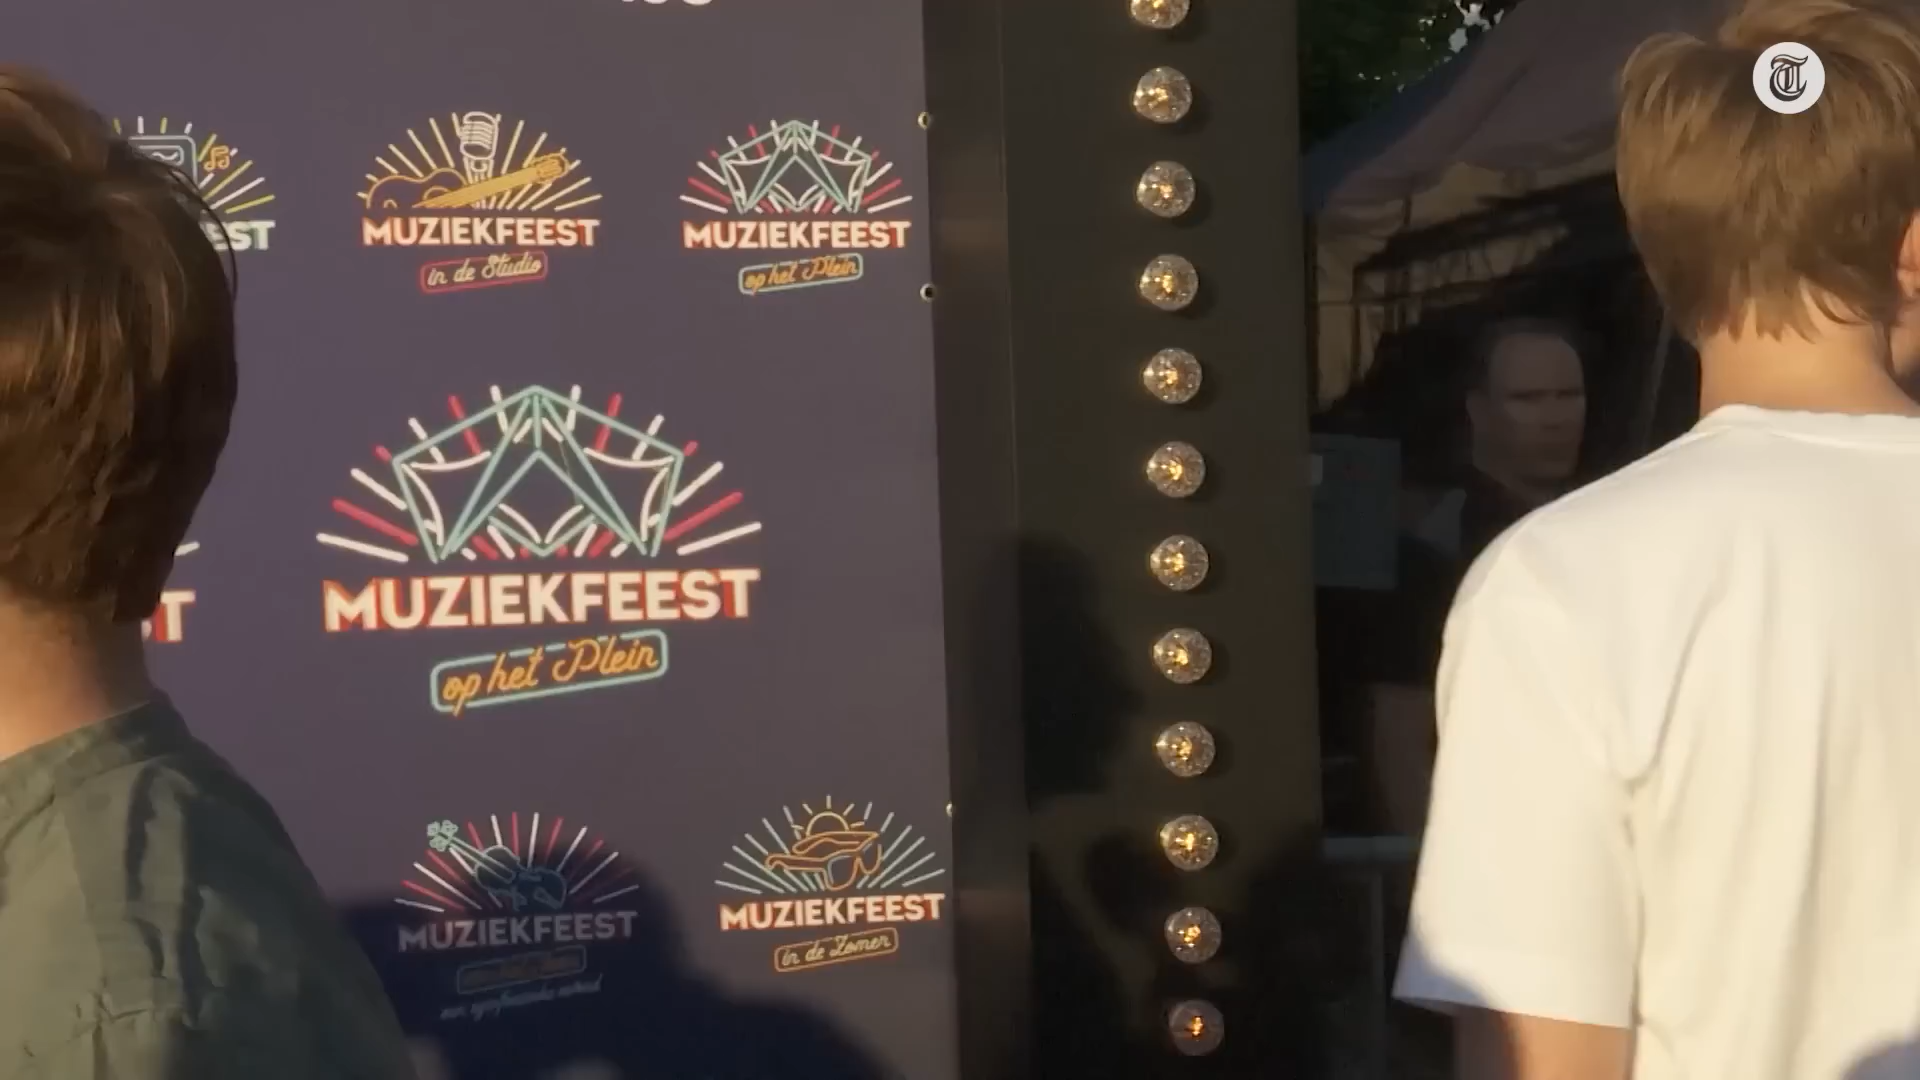 T
EST
MUZIEKFEEST
in de Studio
MUZIEKFEEST
op het Plein
MUZIEKFEEST
op het Plein
MUZIEKFEEST
MUZIEKFEEST
in de Zomer